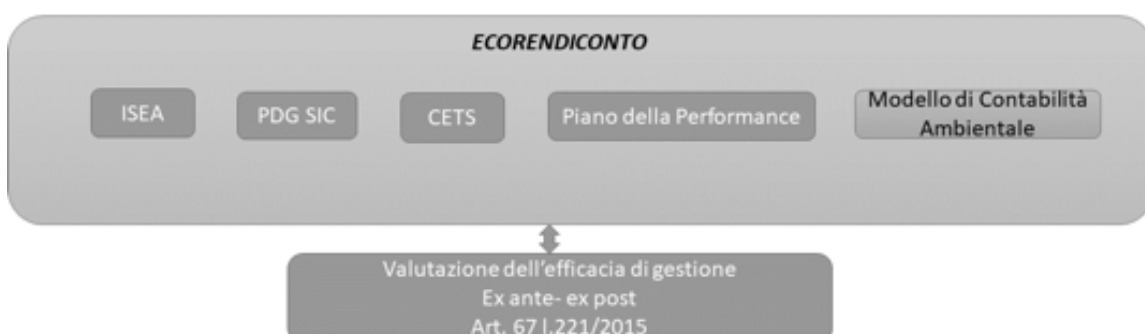 ECORENDICONTO
ISEA
PDG SIC
CETS
Piano della Performance
Modello di Contabilità
Ambientale
Valutazione dell'efficacia di gestione
Ex ante- ex post
Art. 67 l.221/2015